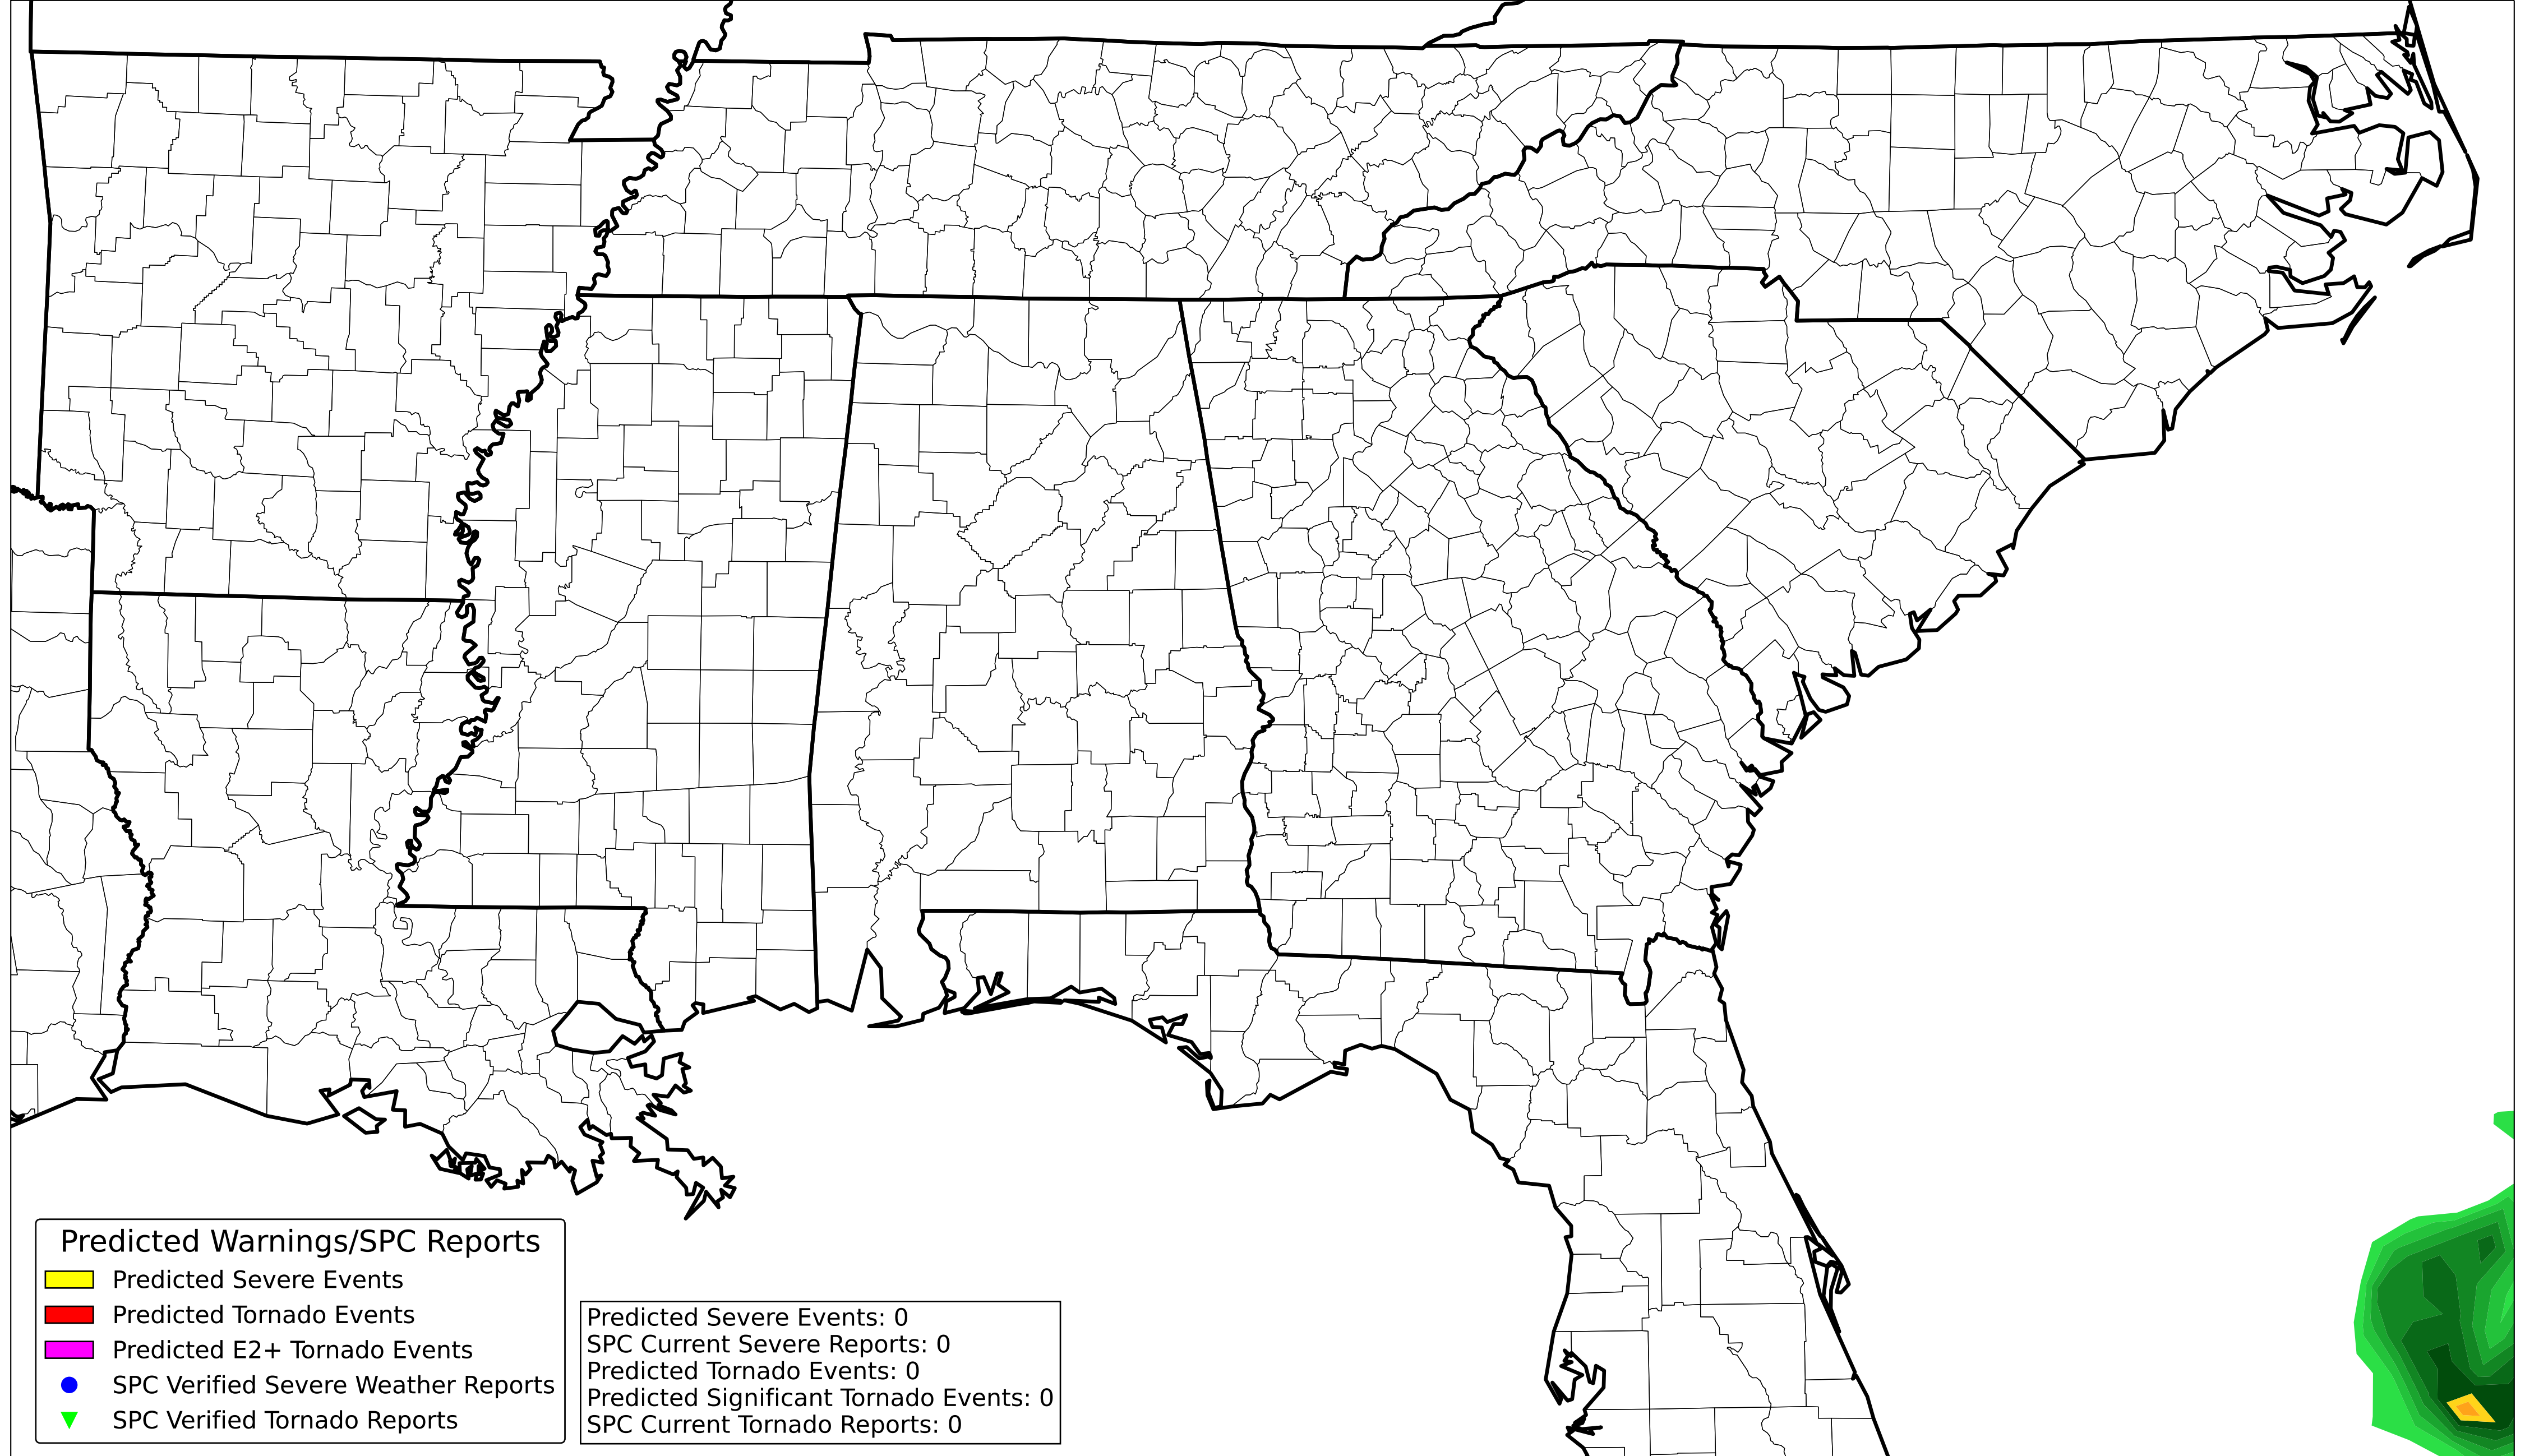 Predicted Warnings/SPC Reports
Predicted Severe Events
Predicted Tornado Events
Predicted E2+ Tornado Events
SPC Verified Severe Weather Reports
SPC Verified Tornado Reports
Predicted Severe Events: 0
SPC Current Severe Reports: 0
Predicted Tornado Events: 0
Predicted Significant Tornado Events: 0
SPC Current Tornado Reports: 0